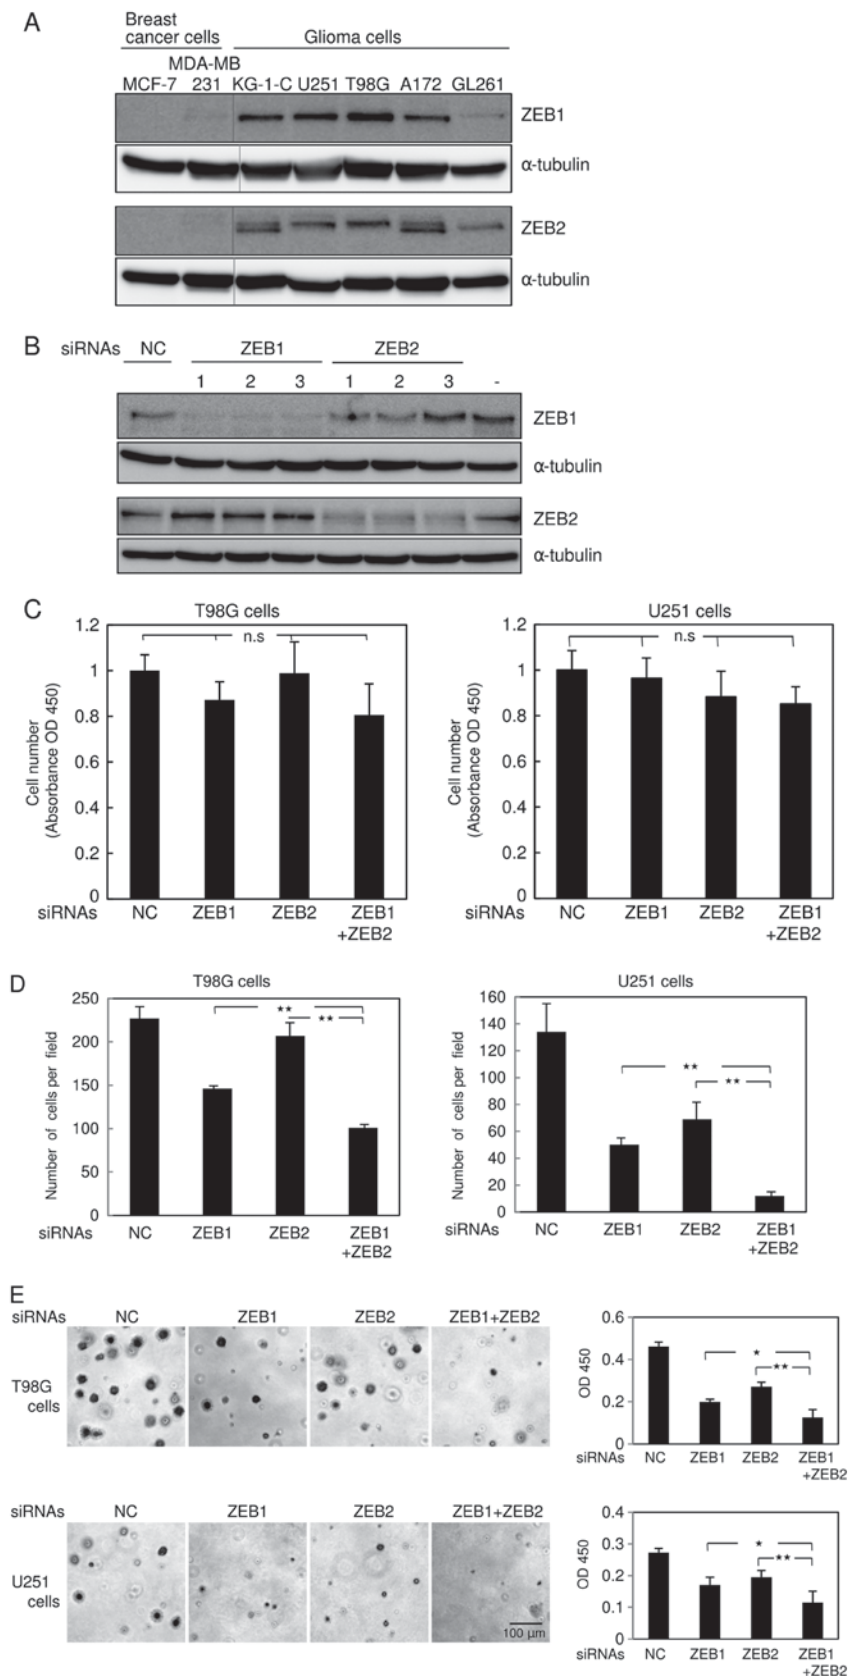 A
Breast
cancer cells
Glioma cells
MDA-MB
MCF-7 231 KG-1-C U251 T98G A172 GL261
ZEB1
α-tubulin
ZEB2
α-tubulin
B
siRNAs NC ZEB1 ZEB2
1 2 3 1 2 3 -
ZEB1
α-tubulin
ZEB2
α-tubulin
C
T98G cells
Cell number
(Absorbance OD 450)
1.2
1
0.8
0.6
0.4
0.2
0
n.s
siRNAs NC ZEB1 ZEB2 ZEB1
+ZEB2
U251 cells
Cell number
(Absorbance OD 450)
1.2
1
0.8
0.6
0.4
0.2
0
n.s
NC ZEB1 ZEB2 ZEB1
+ZEB2
D
T98G cells
Number of cells per field
250
200
150
100
50
0
**
**
siRNAs NC ZEB1 ZEB2 ZEB1
+ZEB2
U251 cells
Number of cells per field
160
140
120
100
80
60
40
20
0
**
**
siRNAs NC ZEB1 ZEB2 ZEB1
+ZEB2
E
siRNAs NC ZEB1 ZEB2 ZEB1+ZEB2
T98G
cells
OD 450
0.6
0.4
0.2
0
*
**
siRNAs NC ZEB1 ZEB2 ZEB1
+ZEB2
siRNAs NC ZEB1 ZEB2 ZEB1+ZEB2
U251
cells
100 µm
OD 450
0.4
0.3
0.2
0.1
0
*
**
siRNAs NC ZEB1 ZEB2 ZEB1
+ZEB2